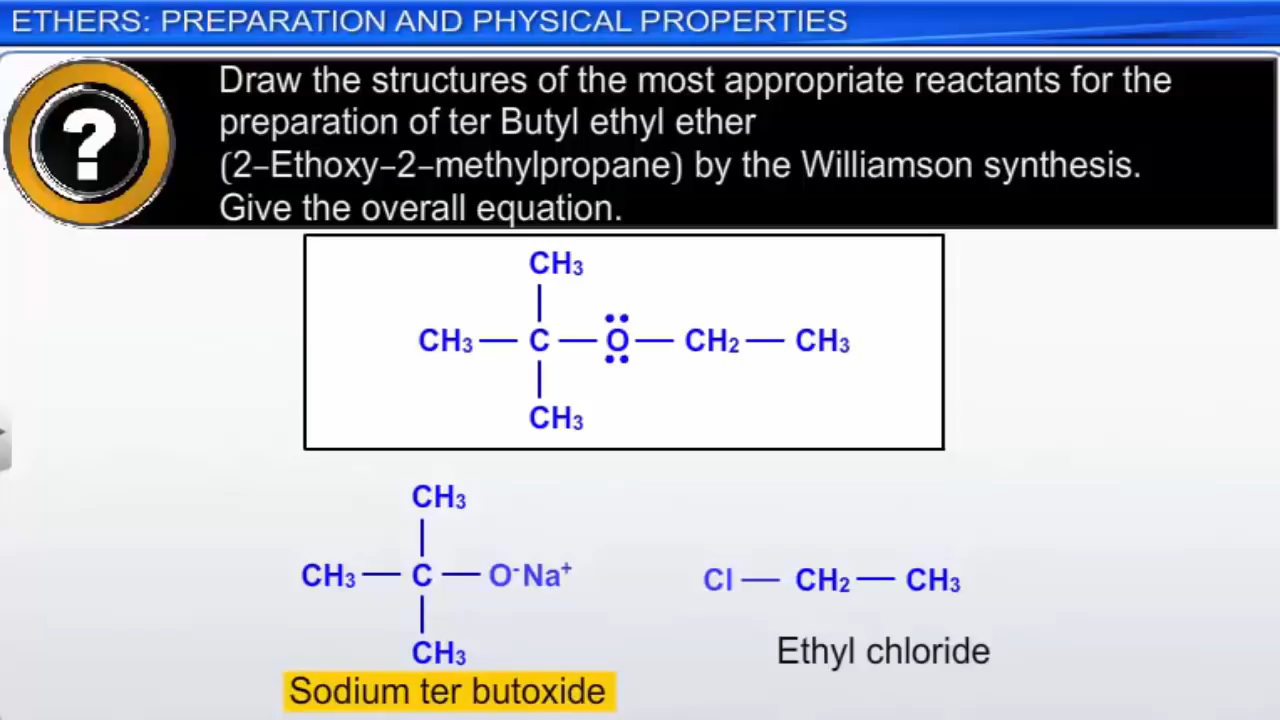 ETHERS: PREPARATION AND PHYSICAL PROPERTIES
?
Draw the structures of the most appropriate reactants for the
preparation of ter Butyl ethyl ether
(2–Ethoxy–2–methylpropane) by the Williamson synthesis.
Give the overall equation.
CH₃
CH₃ — C — O — CH₂ — CH₃
CH₃
CH₃
CH₃ — C — O⁻Na⁺
Cl — CH₂ — CH₃
CH₃
Ethyl chloride
Sodium ter butoxide